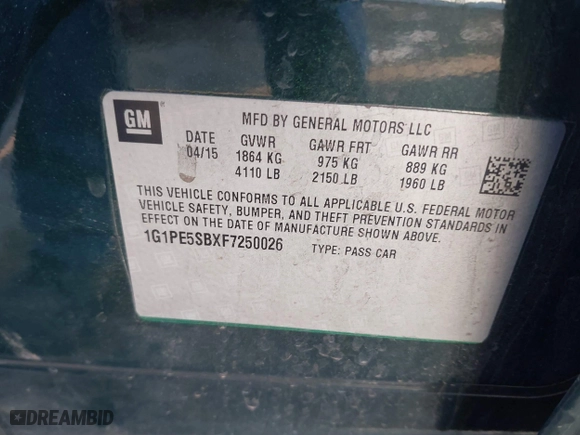 GM
MFD BY GENERAL MOTORS LLC
DATE GVWR GAWR FRT GAWR RR
04/15 1864 KG 975 KG 889 KG
4110 LB 2150 LB 1960 LB
THIS VEHICLE CONFORMS TO ALL APPLICABLE U.S. FEDERAL MOTOR
VEHICLE SAFETY, BUMPER, AND THEFT PREVENTION STANDARDS IN
EFFECT ON THE DATE OF MANUFACTURE SHOWN ABOVE.
1G1PE5SBXF7250026 TYPE: PASS CAR
DREAMBID